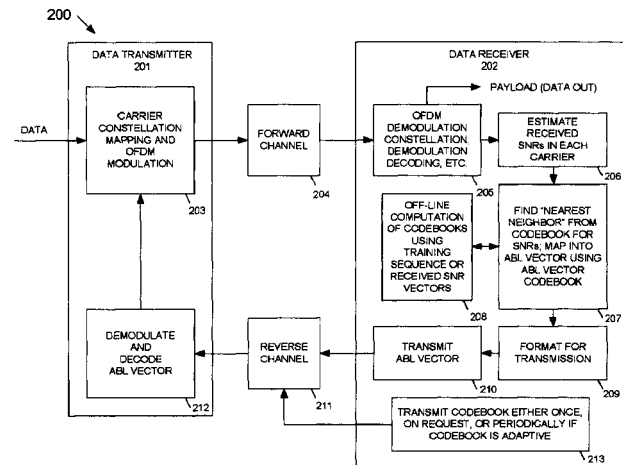 200
DATA TRANSMITTER
201
DATA RECEIVER
202
DATA
CARRIER
CONSTELLATION
MAPPING AND
OFDM
MODULATION
203
FORWARD
CHANNEL
204
PAYLOAD (DATA OUT)
OFDM
DEMODULATION
CONSTELLATION,
DEMODULATION
DECODING, ETC.
205
ESTIMATE
RECEIVED
SNRs IN EACH
CARRIER
206
OFF-LINE
COMPUTATION
OF CODEBOOKS
USING
TRAINING
SEQUENCE OR
RECEIVED SNR
VECTORS
208
FIND "NEAREST
NEIGHBOR" FROM
CODEBOOK FOR
SNRs; MAP INTO
ABL VECTOR USING
ABL VECTOR
CODEBOOK
207
DEMODULATE
AND
DECODE
ABL VECTOR
212
REVERSE
CHANNEL
211
TRANSMIT
ABL VECTOR
210
FORMAT FOR
TRANSMISSION
209
TRANSMIT CODEBOOK EITHER ONCE,
ON REQUEST, OR PERIODICALLY IF
CODEBOOK IS ADAPTIVE
213